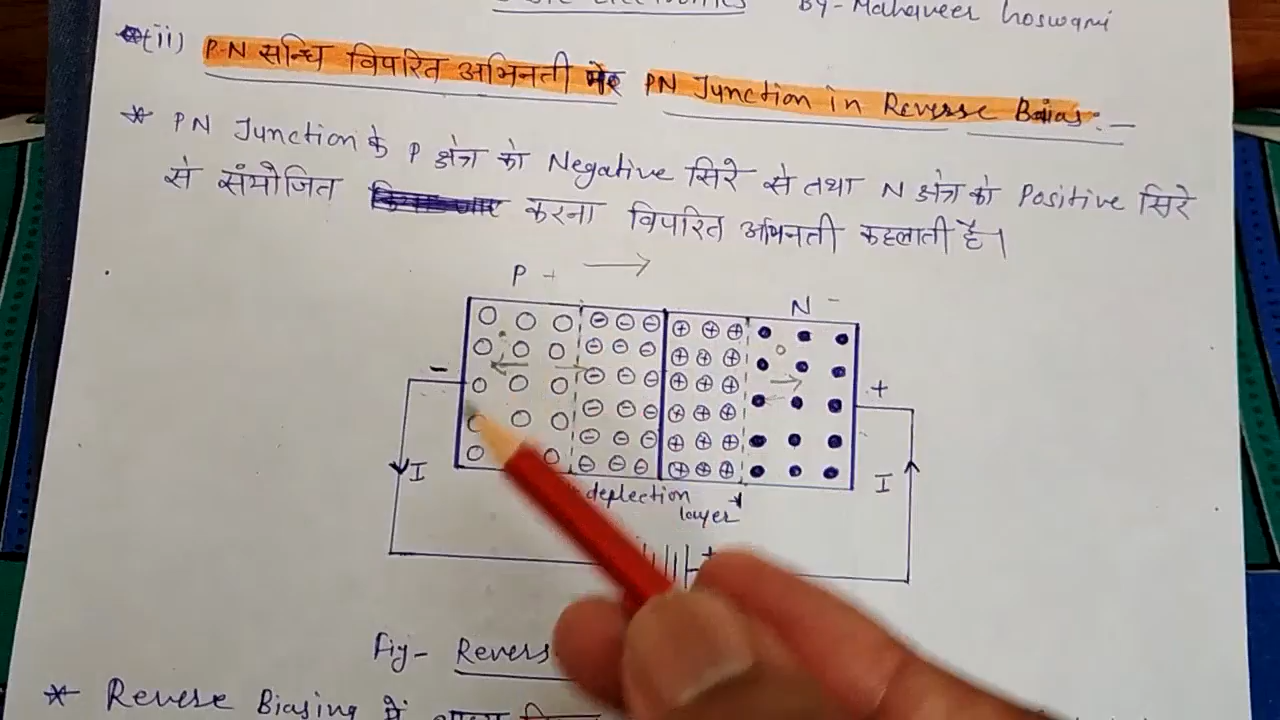 By- Mahaveer Goswami
(ii) P-N सन्धि विपरित अभिनती PN Junction in Reverse Baias:-
* PN Junction के P क्षेत्र को Negative सिरे से तथा N क्षेत्र को Positive सिरे
से संयोजित करना विपरित अभिनती कहलाती है।
P +
N -
-
+
I
I
deplection
layer
+
Fig- Revers
* Reverse Biasing में